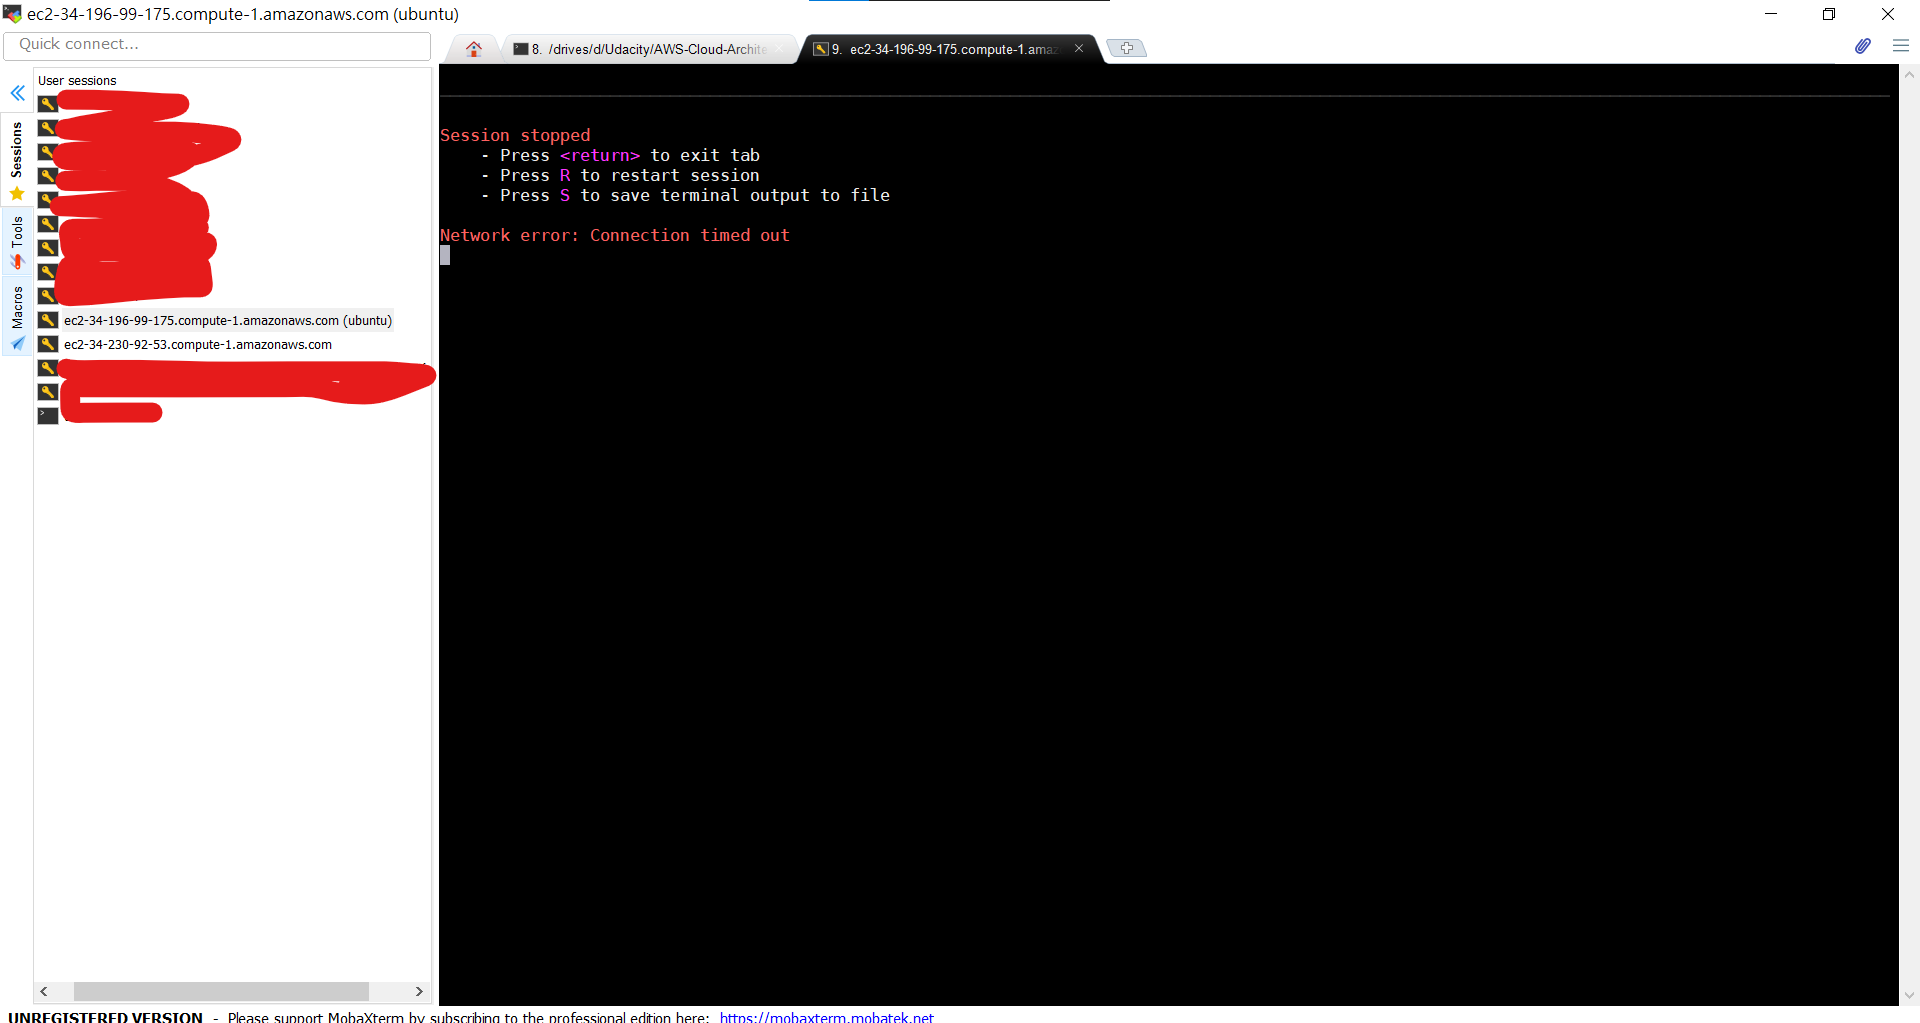 ec2-34-196-99-175.compute-1.amazonaws.com (ubuntu)
Quick connect...
8. /drives/d/Udacity/AWS-Cloud-Archite
9. ec2-34-196-99-175.compute-1.amaz
User sessions
Sessions
Tools
Macros
ec2-34-196-99-175.compute-1.amazonaws.com (ubuntu)
ec2-34-230-92-53.compute-1.amazonaws.com
Session stopped
- Press <return> to exit tab
- Press R to restart session
- Press S to save terminal output to file
Network error: Connection timed out
UNREGISTERED VERSION - Please support MobaXterm by subscribing to the professional edition here: https://mobaxterm.mobatek.net